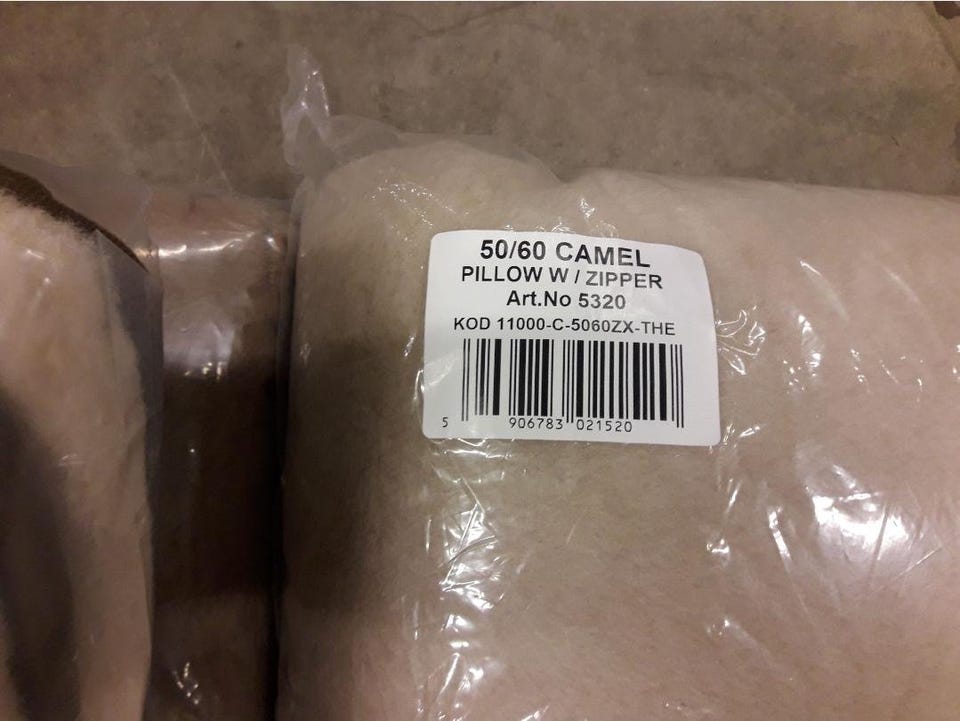 50/60 CAMEL
PILLOW W / ZIPPER
Art.No 5320
KOD 11000-C-5060ZX-THE
5 906783 021520